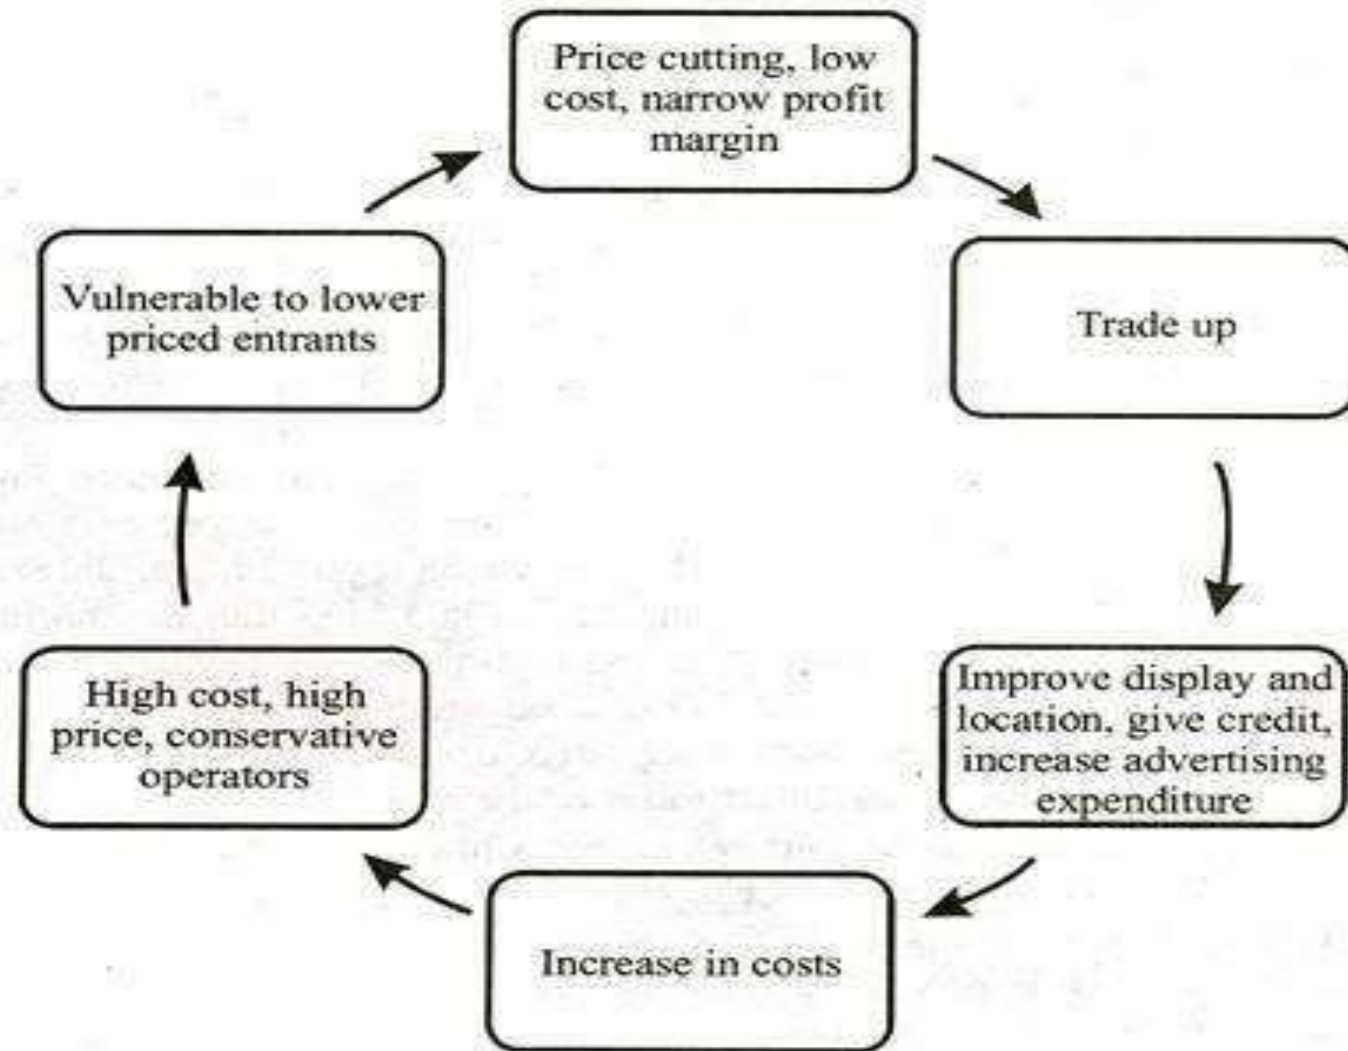 Price cutting, low
cost, narrow profit
margin
Trade up
Improve display and
location, give credit,
increase advertising
expenditure
Increase in costs
High cost, high
price, conservative
operators
Vulnerable to lower
priced entrants